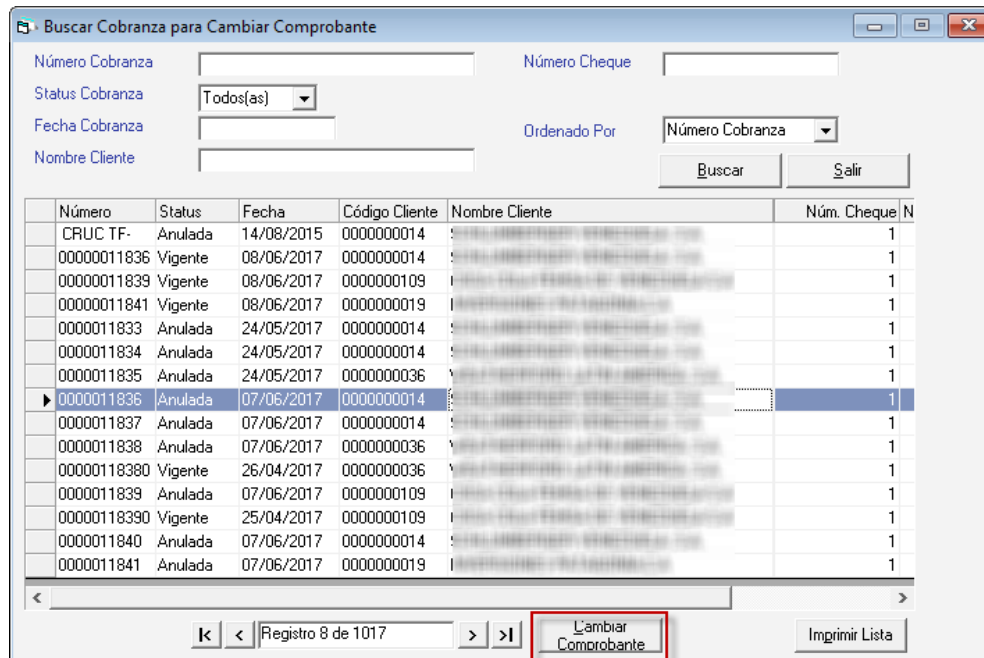 Buscar Cobranza para Cambiar Comprobante
Número Cobranza Número Cheque
Status Cobranza Todos(as)
Fecha Cobranza Ordenado Por Número Cobranza
Nombre Cliente
Buscar Salir
Número Status Fecha Código Cliente Nombre Cliente Núm. Cheque N
CRUC TF- Anulada 14/08/2015 0000000014 1
00000011836 Vigente 08/06/2017 0000000014 1
00000011839 Vigente 08/06/2017 0000000109 1
00000011841 Vigente 08/06/2017 0000000019 1
0000011833 Anulada 24/05/2017 0000000014 1
0000011834 Anulada 24/05/2017 0000000014 1
0000011835 Anulada 24/05/2017 0000000036 1
0000011836 Anulada 07/06/2017 0000000014 1
0000011837 Anulada 07/06/2017 0000000014 1
0000011838 Anulada 07/06/2017 0000000036 1
00000118380 Vigente 26/04/2017 0000000036 1
0000011839 Anulada 07/06/2017 0000000109 1
00000118390 Vigente 25/04/2017 0000000109 1
0000011840 Anulada 07/06/2017 0000000014 1
0000011841 Anulada 07/06/2017 0000000019 1
Registro 8 de 1017 Cambiar Comprobante Imprimir Lista